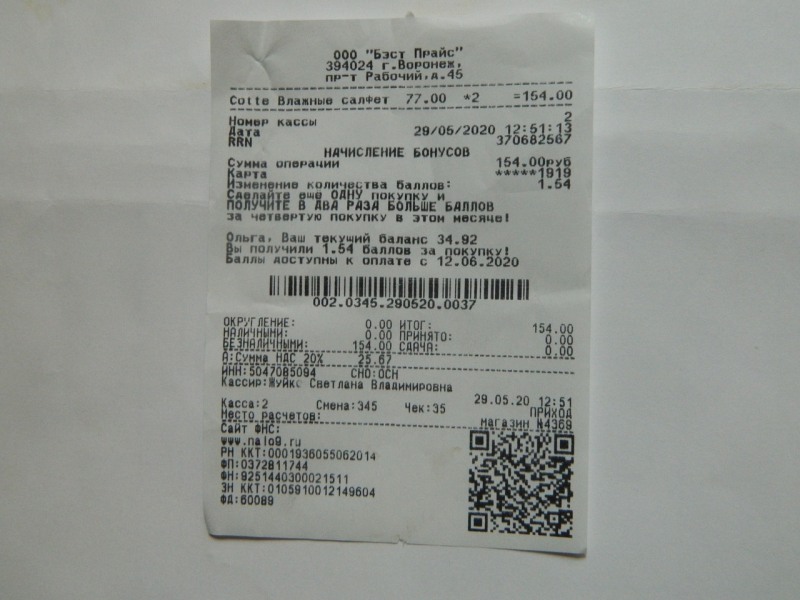 ООО "Бэст Прайс"
394024 г.Воронеж,
пр-т Рабочий,д.45
Cotte Влажные салфет 77.00 *2 =154.00
Номер кассы 2
Дата 29/05/2020 12:51:13
RRN 370682567
НАЧИСЛЕНИЕ БОНУСОВ
Сумма операции 154.00руб
Карта *****1919
Изменение количества баллов: 1.54
Сделайте еще ОДНУ покупку и
ПОЛУЧИТЕ В ДВА РАЗА БОЛЬШЕ БАЛЛОВ
за четвертую покупку в этом месяце!
Ольга, Ваш текущий баланс 34.92
Вы получили 1.54 баллов за покупку!
Баллы доступны к оплате с 12.06.2020
002.0345.290520.0037
ОКРУГЛЕНИЕ: 0.00 ИТОГ: 154.00
НАЛИЧНЫМИ: 0.00 ПРИНЯТО: 0.00
БЕЗНАЛИЧНЫМИ: 154.00 СДАЧА: 0.00
А:Сумма НДС 20% 25.67
ИНН:5047085094 СНО:ОСН
Кассир:Жуйко Светлана Владимировна
29.05.20 12:51
Касса:2 Смена:345 Чек:35 ПРИХОД
Место расчетов: магазин №4369
Сайт ФНС:
www.nalog.ru
РН ККТ:0001936055062014
ФП:0372811744
ФН:9251440300021511
ЗН ККТ:0105910012149604
ФД:60089